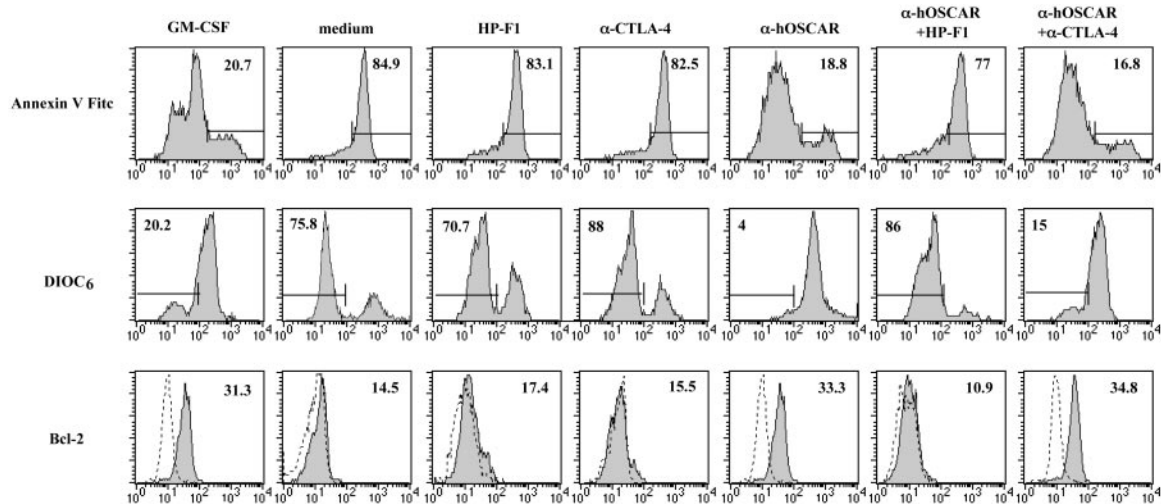 GM-CSF medium HP-F1 α-CTLA-4 α-hOSCAR α-hOSCAR +HP-F1 α-hOSCAR +α-CTLA-4
Annexin V Fitc 20.7 84.9 83.1 82.5 18.8 77 16.8
10⁰ 10¹ 10² 10³ 10⁴ 10⁰ 10¹ 10² 10³ 10⁴ 10⁰ 10¹ 10² 10³ 10⁴ 10⁰ 10¹ 10² 10³ 10⁴ 10⁰ 10¹ 10² 10³ 10⁴ 10⁰ 10¹ 10² 10³ 10⁴ 10⁰ 10¹ 10² 10³ 10⁴
DIOC₆ 20.2 75.8 70.7 88 4 86 15
10⁰ 10¹ 10² 10³ 10⁴ 10⁰ 10¹ 10² 10³ 10⁴ 10⁰ 10¹ 10² 10³ 10⁴ 10⁰ 10¹ 10² 10³ 10⁴ 10⁰ 10¹ 10² 10³ 10⁴ 10⁰ 10¹ 10² 10³ 10⁴ 10⁰ 10¹ 10² 10³ 10⁴
Bcl-2 31.3 14.5 17.4 15.5 33.3 10.9 34.8
10⁰ 10¹ 10² 10³ 10⁴ 10⁰ 10¹ 10² 10³ 10⁴ 10⁰ 10¹ 10² 10³ 10⁴ 10⁰ 10¹ 10² 10³ 10⁴ 10⁰ 10¹ 10² 10³ 10⁴ 10⁰ 10¹ 10² 10³ 10⁴ 10⁰ 10¹ 10² 10³ 10⁴